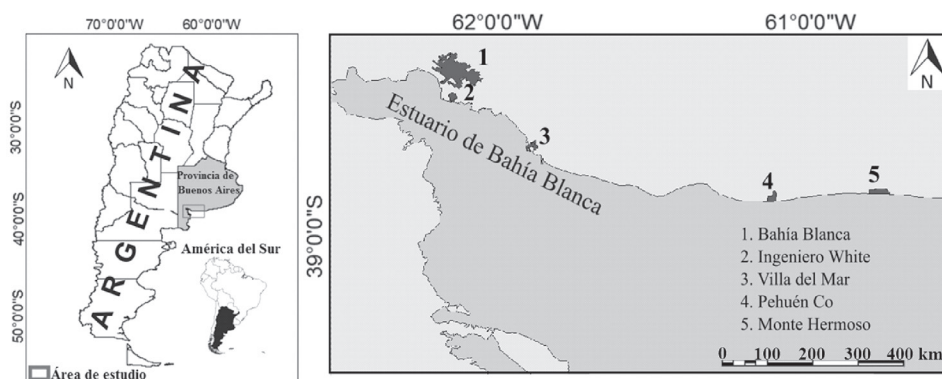 70°0'0"W 60°0'0"W
N
30°0'0"S
40°0'0"S
50°0'0"S
ARGENTINA
Provincia de
Buenos Aires
América del Sur
Área de estudio
62°0'0"W 61°0'0"W
N
39°0'0"S
1
2
3
4
5
Estuario de Bahía Blanca
1. Bahía Blanca
2. Ingeniero White
3. Villa del Mar
4. Pehuén Co
5. Monte Hermoso
0 100 200 300 400 km